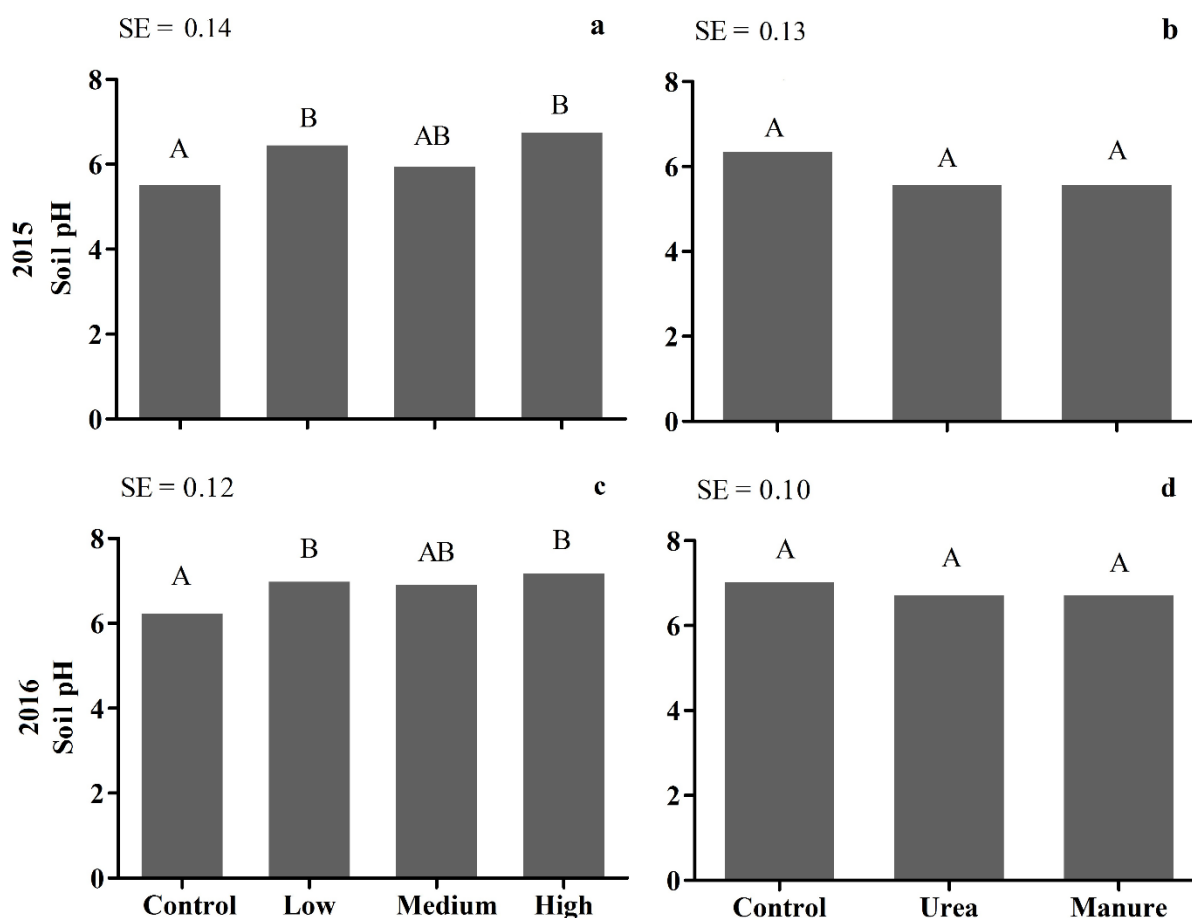 SE = 0.14 a
8
6
4
2
0
A
B
AB
B
2015
Soil pH
SE = 0.13 b
8
6
4
2
0
A
A
A
SE = 0.12 c
8
6
4
2
0
A
B
AB
B
2016
Soil pH
Control Low Medium High
SE = 0.10 d
8
6
4
2
0
A
A
A
Control Urea Manure